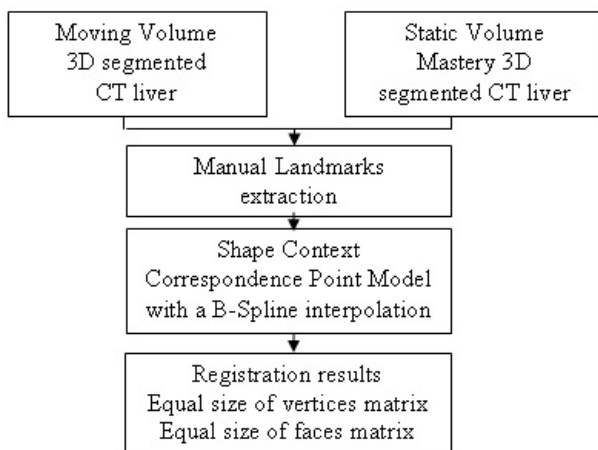 Moving Volume
3D segmented
CT liver
Static Volume
Mastery 3D
segmented CT liver
Manual Landmarks
extraction
Shape Context
Correspondence Point Model
with a B-Spline interpolation
Registration results
Equal size of vertices matrix
Equal size of faces matrix